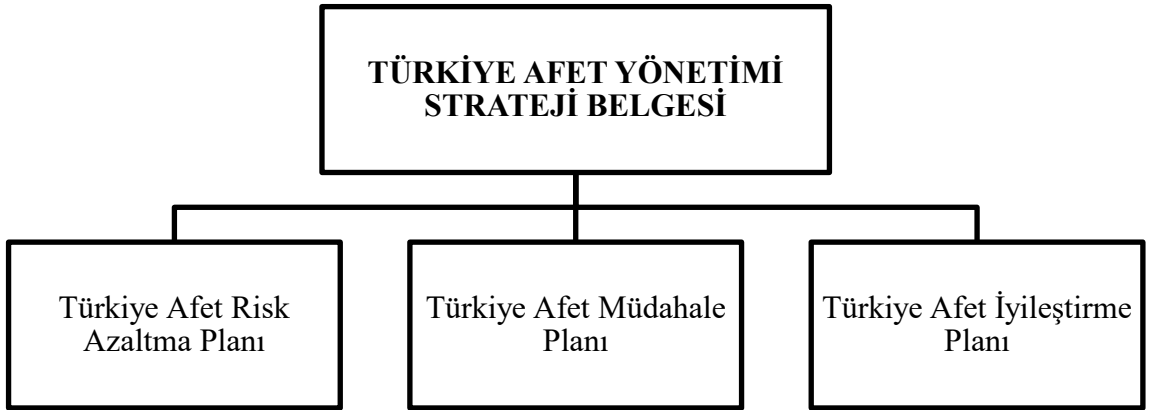 TÜRKİYE AFET YÖNETİMİ
STRATEJİ BELGESİ
Türkiye Afet Risk
Azaltma Planı
Türkiye Afet Müdahale
Planı
Türkiye Afet İyileştirme
Planı